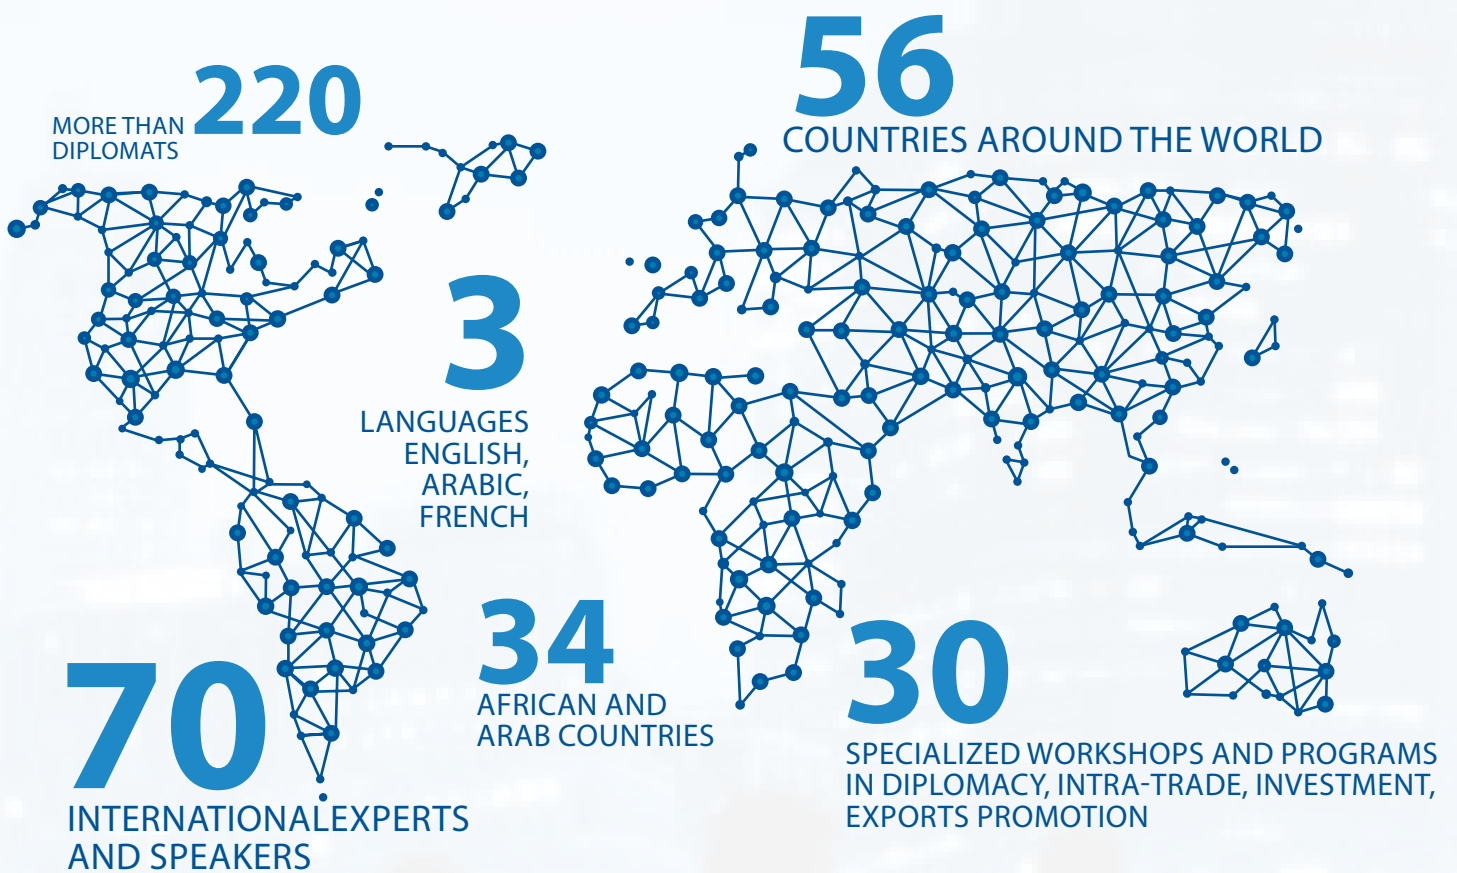 MORE THAN 220
DIPLOMATS
56
COUNTRIES AROUND THE WORLD
3
LANGUAGES
ENGLISH,
ARABIC,
FRENCH
34
AFRICAN AND
ARAB COUNTRIES
70
INTERNATIONALEXPERTS
AND SPEAKERS
30
SPECIALIZED WORKSHOPS AND PROGRAMS
IN DIPLOMACY, INTRA-TRADE, INVESTMENT,
EXPORTS PROMOTION